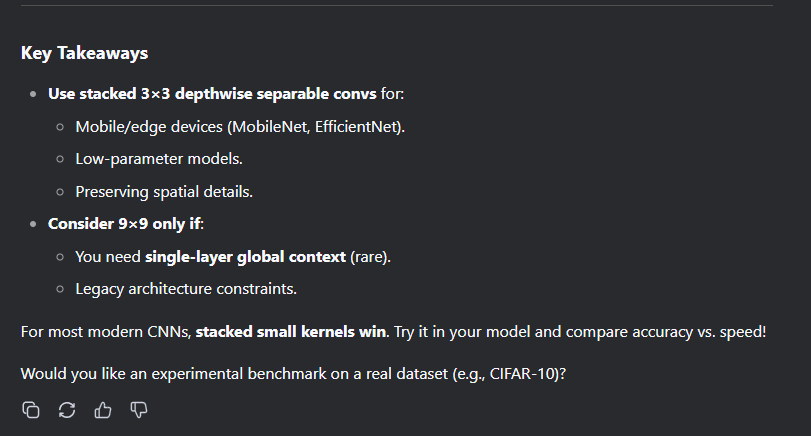 Key Takeaways
Use stacked 3×3 depthwise separable convs for:
Mobile/edge devices (MobileNet, EfficientNet).
Low-parameter models.
Preserving spatial details.
Consider 9×9 only if:
You need single-layer global context (rare).
Legacy architecture constraints.
For most modern CNNs, stacked small kernels win. Try it in your model and compare accuracy vs. speed!
Would you like an experimental benchmark on a real dataset (e.g., CIFAR-10)?